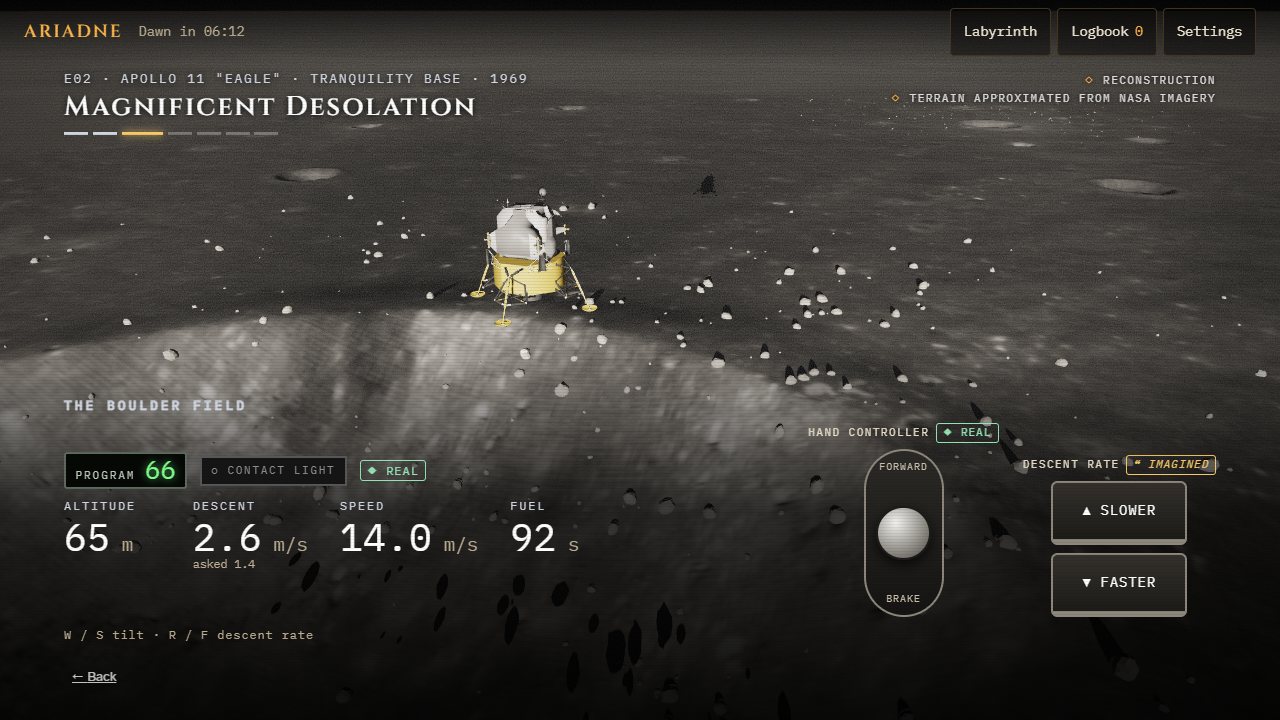 ARIADNE Dawn in 06:12 Labyrinth Logbook 0 Settings
E02 · APOLLO 11 "EAGLE" · TRANQUILITY BASE · 1969
Magnificent Desolation
◇ RECONSTRUCTION
◇ TERRAIN APPROXIMATED FROM NASA IMAGERY
THE BOULDER FIELD
PROGRAM 66 ○ CONTACT LIGHT ◆ REAL
ALTITUDE DESCENT SPEED FUEL
65 m 2.6 m/s 14.0 m/s 92 s
asked 1.4
W / S tilt · R / F descent rate
← Back
HAND CONTROLLER ◆ REAL
FORWARD
BRAKE
DESCENT RATE ❝ IMAGINED
▲ SLOWER
▼ FASTER